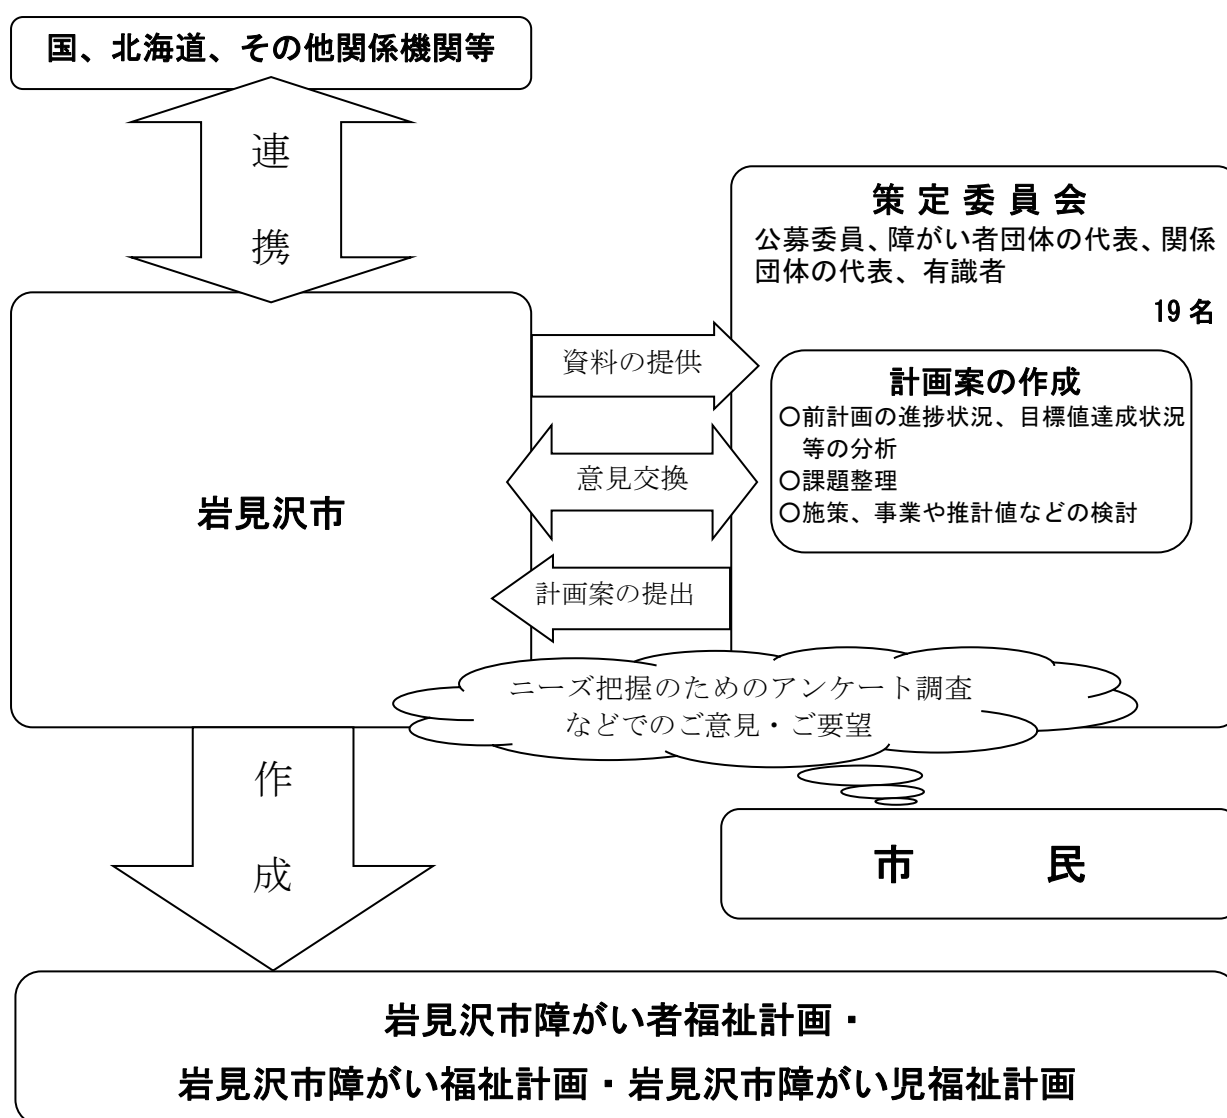 国、北海道、その他関係機関等
連
携
策定委員会
公募委員、障がい者団体の代表、関係
団体の代表、有識者
19名
資料の提供
計画案の作成
○前計画の進捗状況、目標値達成状況
等の分析
○課題整理
○施策、事業や推計値などの検討
意見交換
岩見沢市
計画案の提出
ニーズ把握のためのアンケート調査
などでのご意見・ご要望
作
成
市　　　民
岩見沢市障がい者福祉計画・
岩見沢市障がい福祉計画・岩見沢市障がい児福祉計画